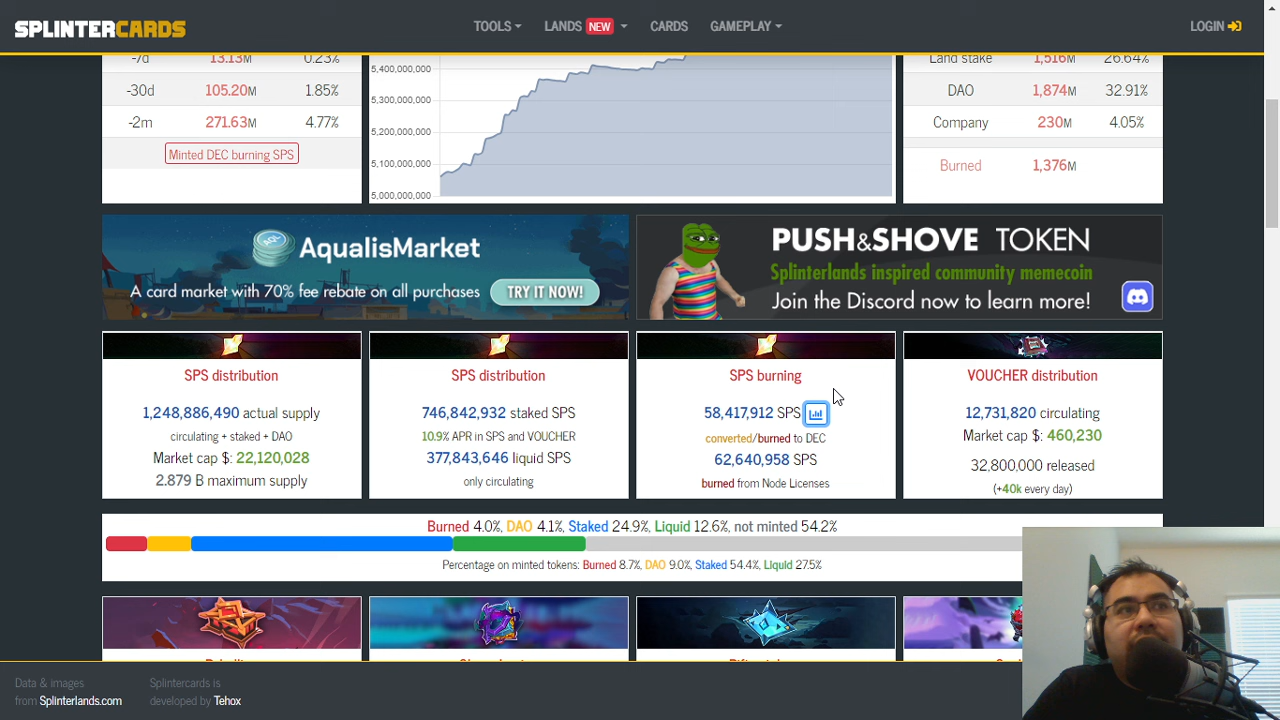 SPLINTERCARDS
TOOLS
LANDS NEW
CARDS
GAMEPLAY
LOGIN
-7d 13.13M 0.23%
-30d 105.20M 1.85%
-2m 271.63M 4.77%
Minted DEC burning SPS
5,400,000,000
5,300,000,000
5,200,000,000
5,100,000,000
5,000,000,000
Land stake 1,516M 26.64%
DAO 1,874M 32.91%
Company 230M 4.05%
Burned 1,376M
AqualisMarket
A card market with 70% fee rebate on all purchases
TRY IT NOW!
PUSH&SHOVE TOKEN
Splinterlands inspired community memecoin
Join the Discord now to learn more!
SPS distribution
1,248,886,490 actual supply
circulating + staked + DAO
Market cap $: 22,120,028
2.879 B maximum supply
SPS distribution
746,842,932 staked SPS
10.9% APR in SPS and VOUCHER
377,843,646 liquid SPS
only circulating
SPS burning
58,417,912 SPS
converted/burned to DEC
62,640,958 SPS
burned from Node Licenses
VOUCHER distribution
12,731,820 circulating
Market cap $: 460,230
32,800,000 released
(+40k every day)
Burned 4.0%, DAO 4.1%, Staked 24.9%, Liquid 12.6%, not minted 54.2%
Percentage on minted tokens: Burned 8.7%, DAO 9.0%, Staked 54.4%, Liquid 27.5%
Data & images
from Splinterlands.com
Splintercards is
developed by Tehox